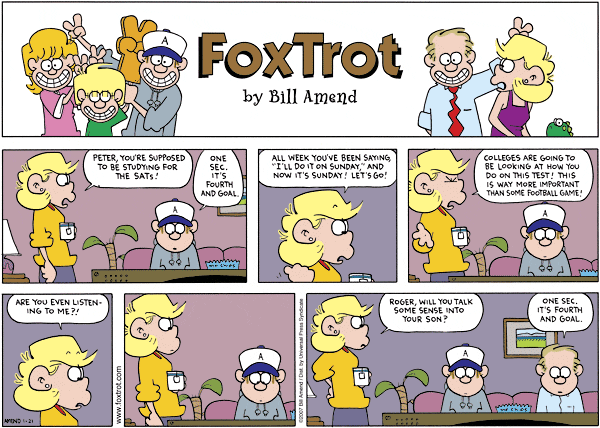 FOXTROT
by Bill Amend
PETER, YOU'RE SUPPOSED
TO BE STUDYING FOR
THE SATs!
ONE
SEC.
IT'S
FOURTH
AND GOAL.
ALL WEEK YOU'VE BEEN SAYING,
"I'LL DO IT ON SUNDAY," AND
NOW IT'S SUNDAY! LET'S GO!
COLLEGES ARE GOING TO
BE LOOKING AT HOW YOU
DO ON THIS TEST! THIS
IS WAY MORE IMPORTANT
THAN SOME FOOTBALL GAME!
ARE YOU EVEN LISTEN-
ING TO ME?!
AMEND 1-21
www.foxtrot.com
©2007 Bill Amend / Dist. by Universal Press Syndicate
ROGER, WILL YOU TALK
SOME SENSE INTO
YOUR SON?
ONE SEC.
IT'S FOURTH
AND GOAL.
A
A
A
A
A